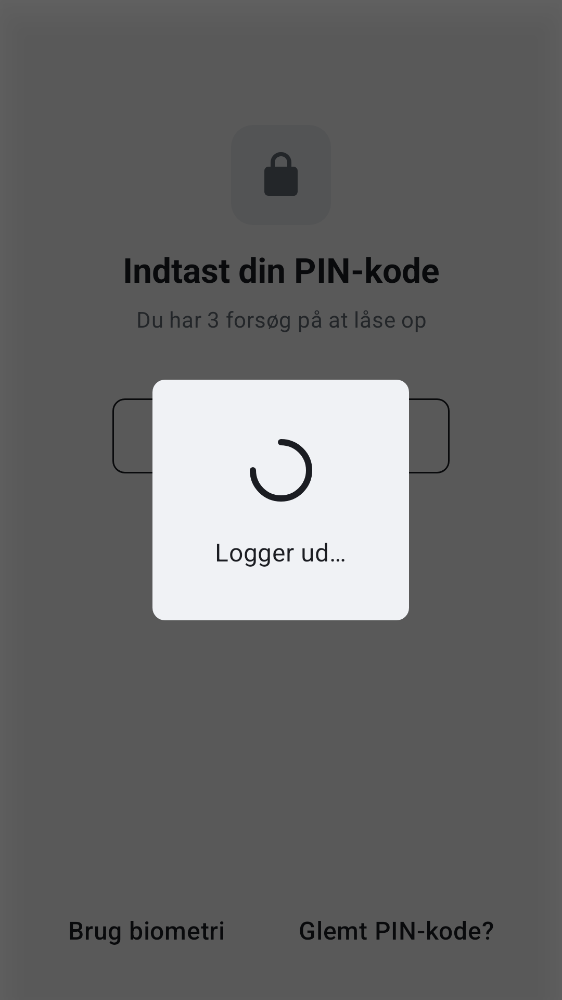 Indtast din PIN-kode
Du har 3 forsøg på at låse op
Logger ud…
Brug biometri
Glemt PIN-kode?